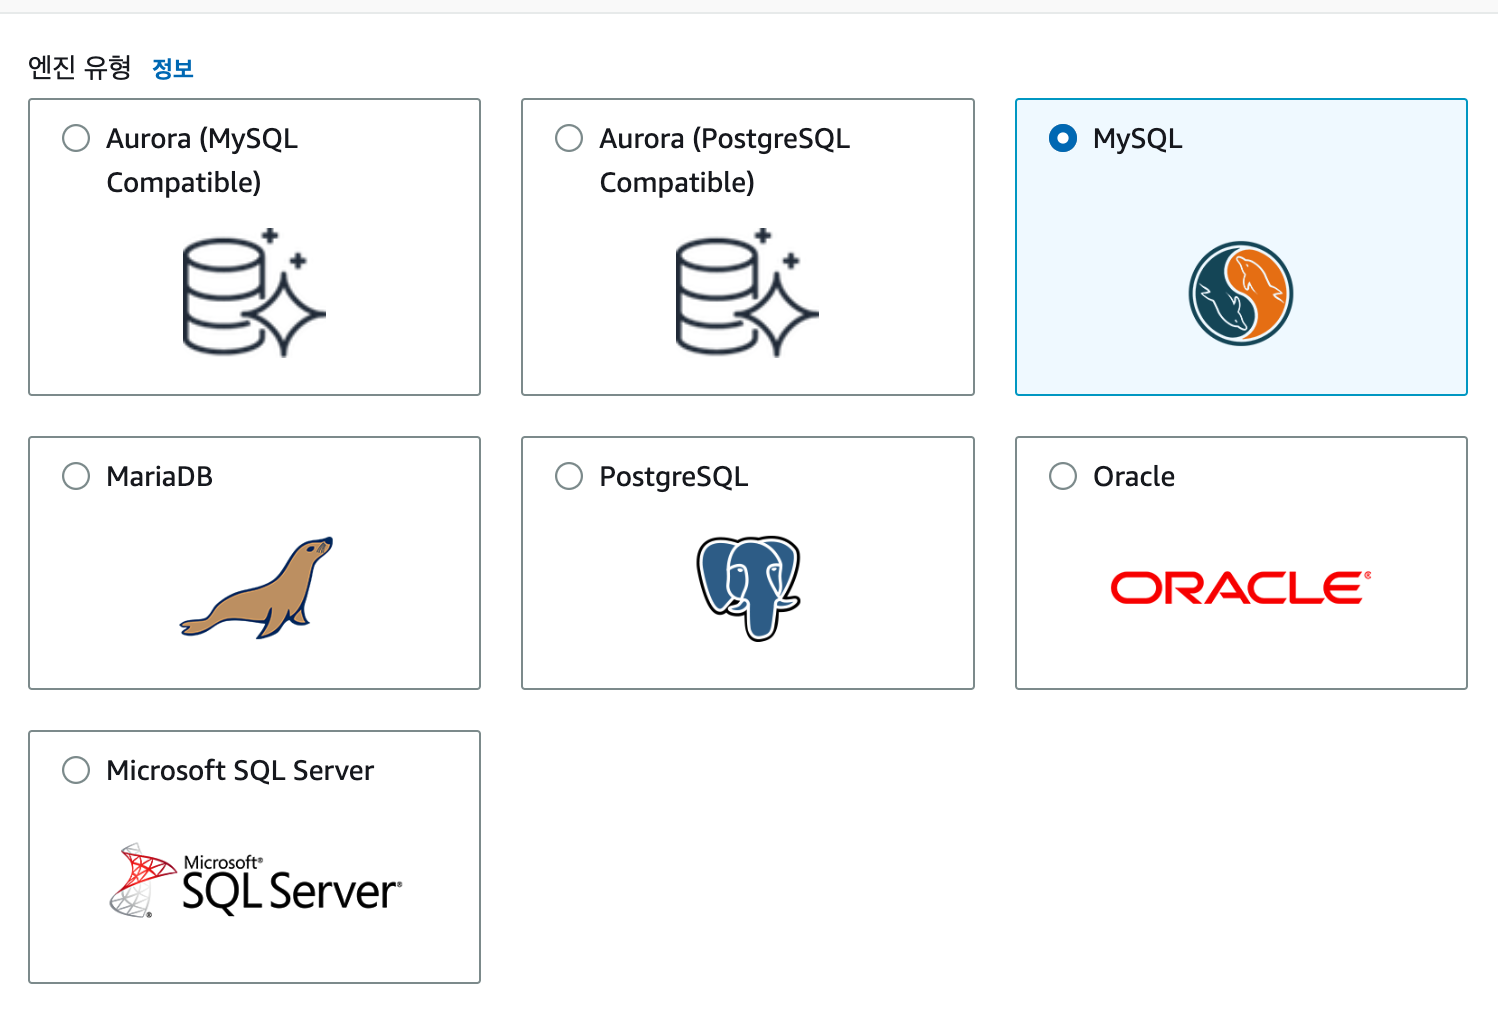 엔진 유형 정보
Aurora (MySQL
Compatible)
Aurora (PostgreSQL
Compatible)
MySQL
MariaDB
PostgreSQL
Oracle
ORACLE®
Microsoft SQL Server
Microsoft®
SQL Server®
®